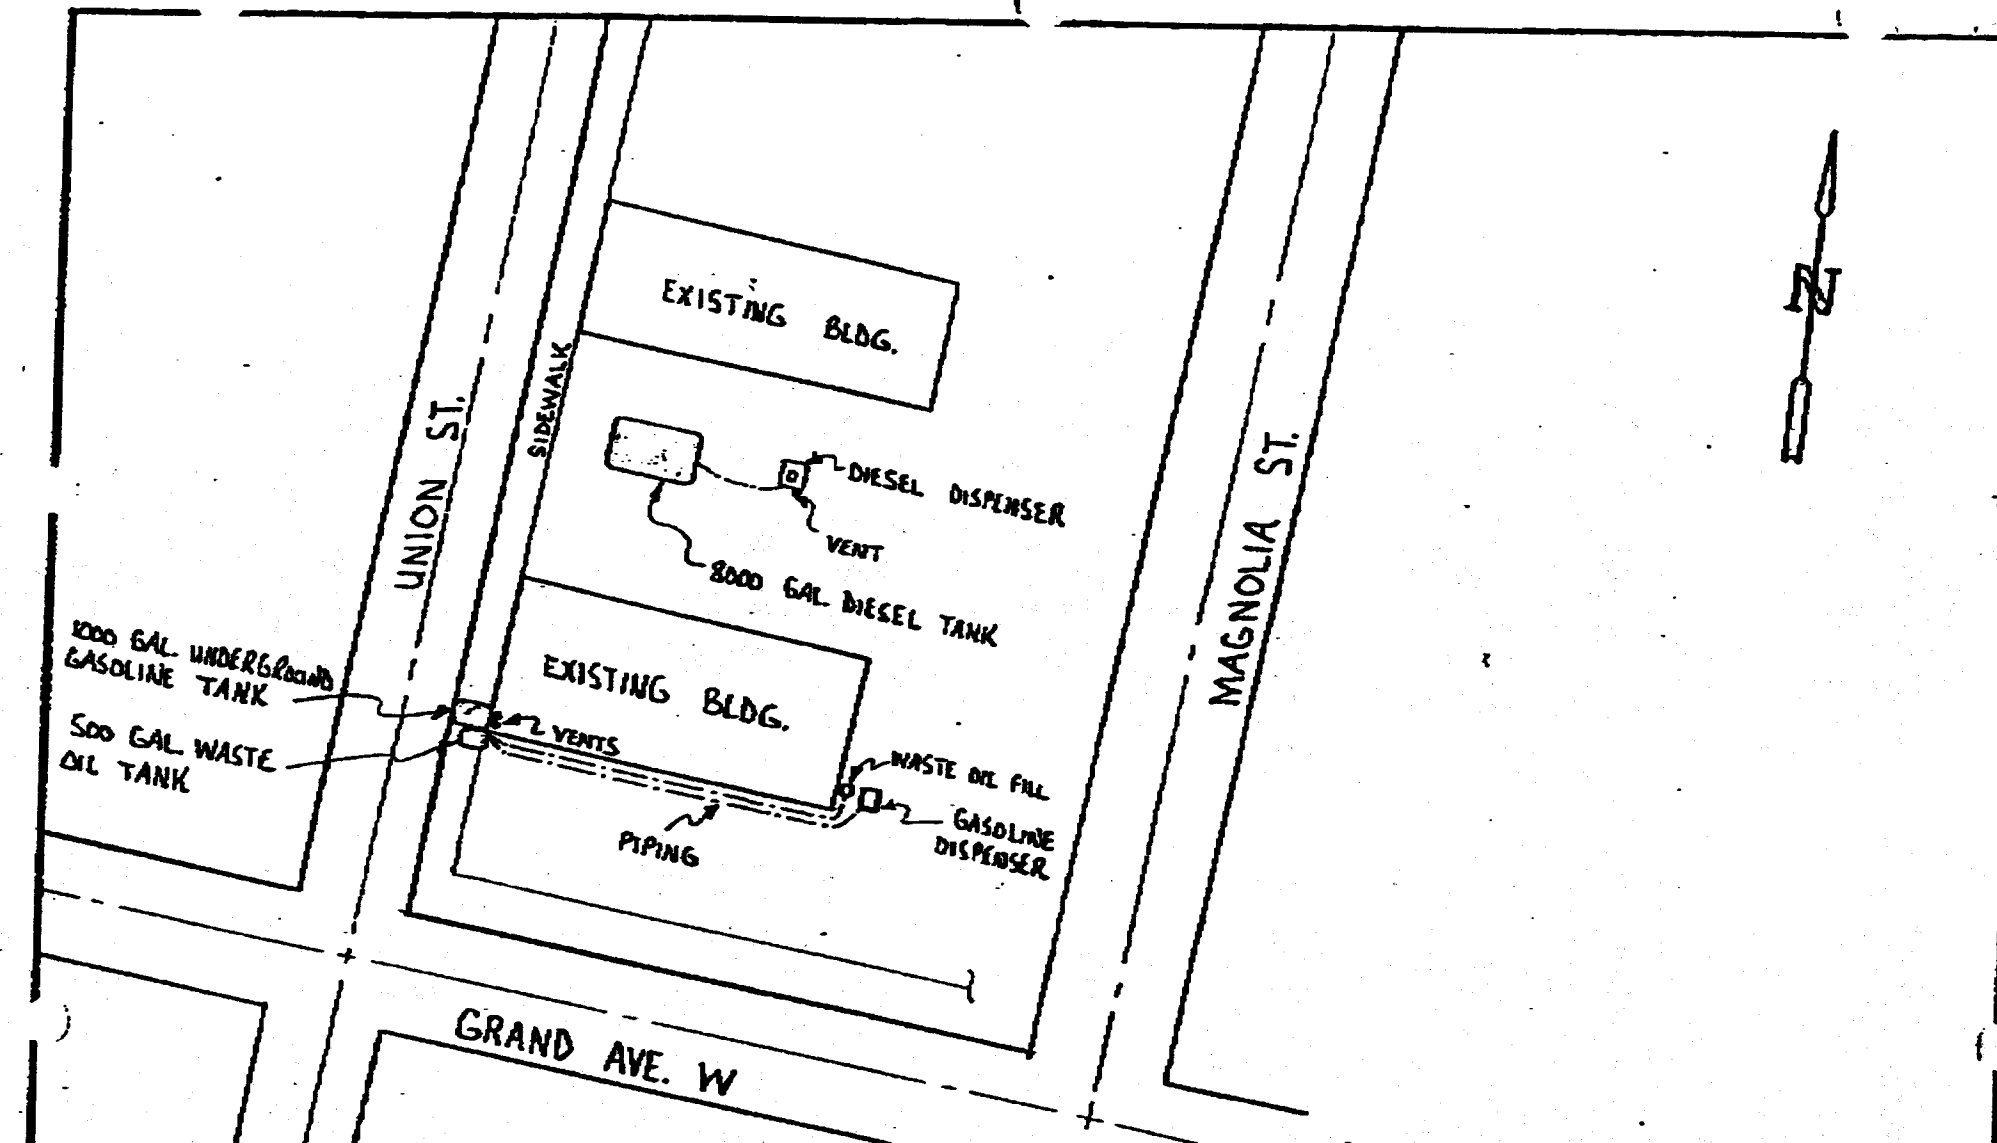 EXISTING BLDG.
SIDEWALK
UNION ST.
MAGNOLIA ST.
N
DIESEL DISPENSER
VENT
8000 GAL. DIESEL TANK
1000 GAL. UNDERGROUND
GASOLINE TANK
500 GAL. WASTE
OIL TANK
EXISTING BLDG.
VENTS
WASTE OIL FILL
GASOLINE
DISPENSER
PIPING
GRAND AVE. W